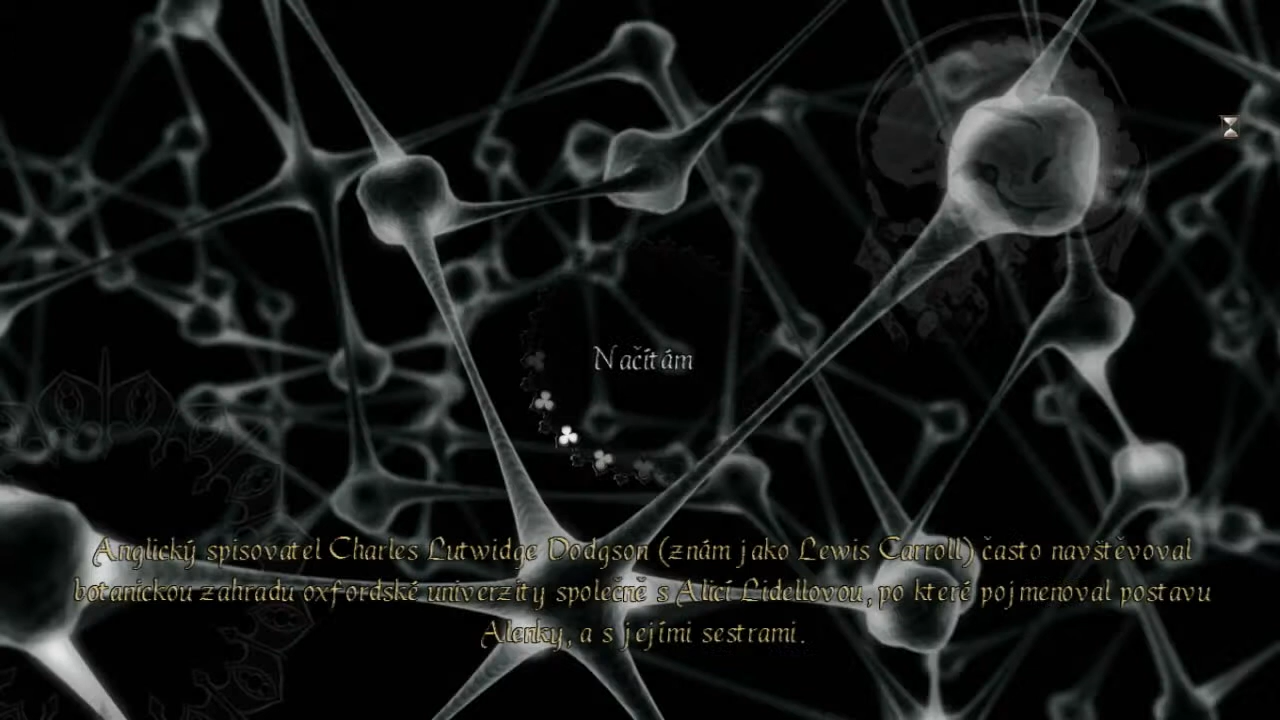 Načítám
Anglický spisovatel Charles Lutwidge Dodgson (znám jako Lewis Carroll) často navštěvoval
botanickou zahradu oxfordské univerzity společně s Alicí Lidellovou, po které pojmenoval postavu
Alenky, a s jejími sestrami.